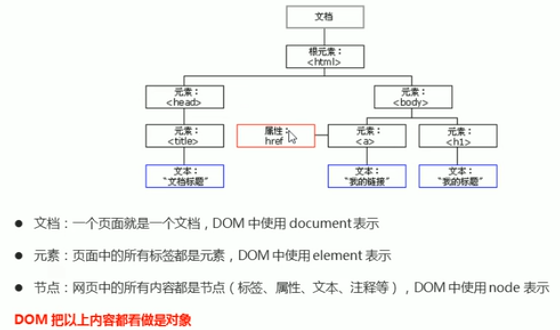 文档
根元素：
<html>
元素：
<head>
元素：
<body>
元素：
<title>
属性：
href
元素：
<a>
元素：
<h1>
文本：
"文档标题"
文本：
"我的链接"
文本：
"我的标题"
● 文档：一个页面就是一个文档，DOM 中使用 document 表示
● 元素：页面中的所有标签都是元素，DOM 中使用 element 表示
● 节点：网页中的所有内容都是节点（标签、属性、文本、注释等），DOM 中使用 node 表示
DOM 把以上内容都看做是对象